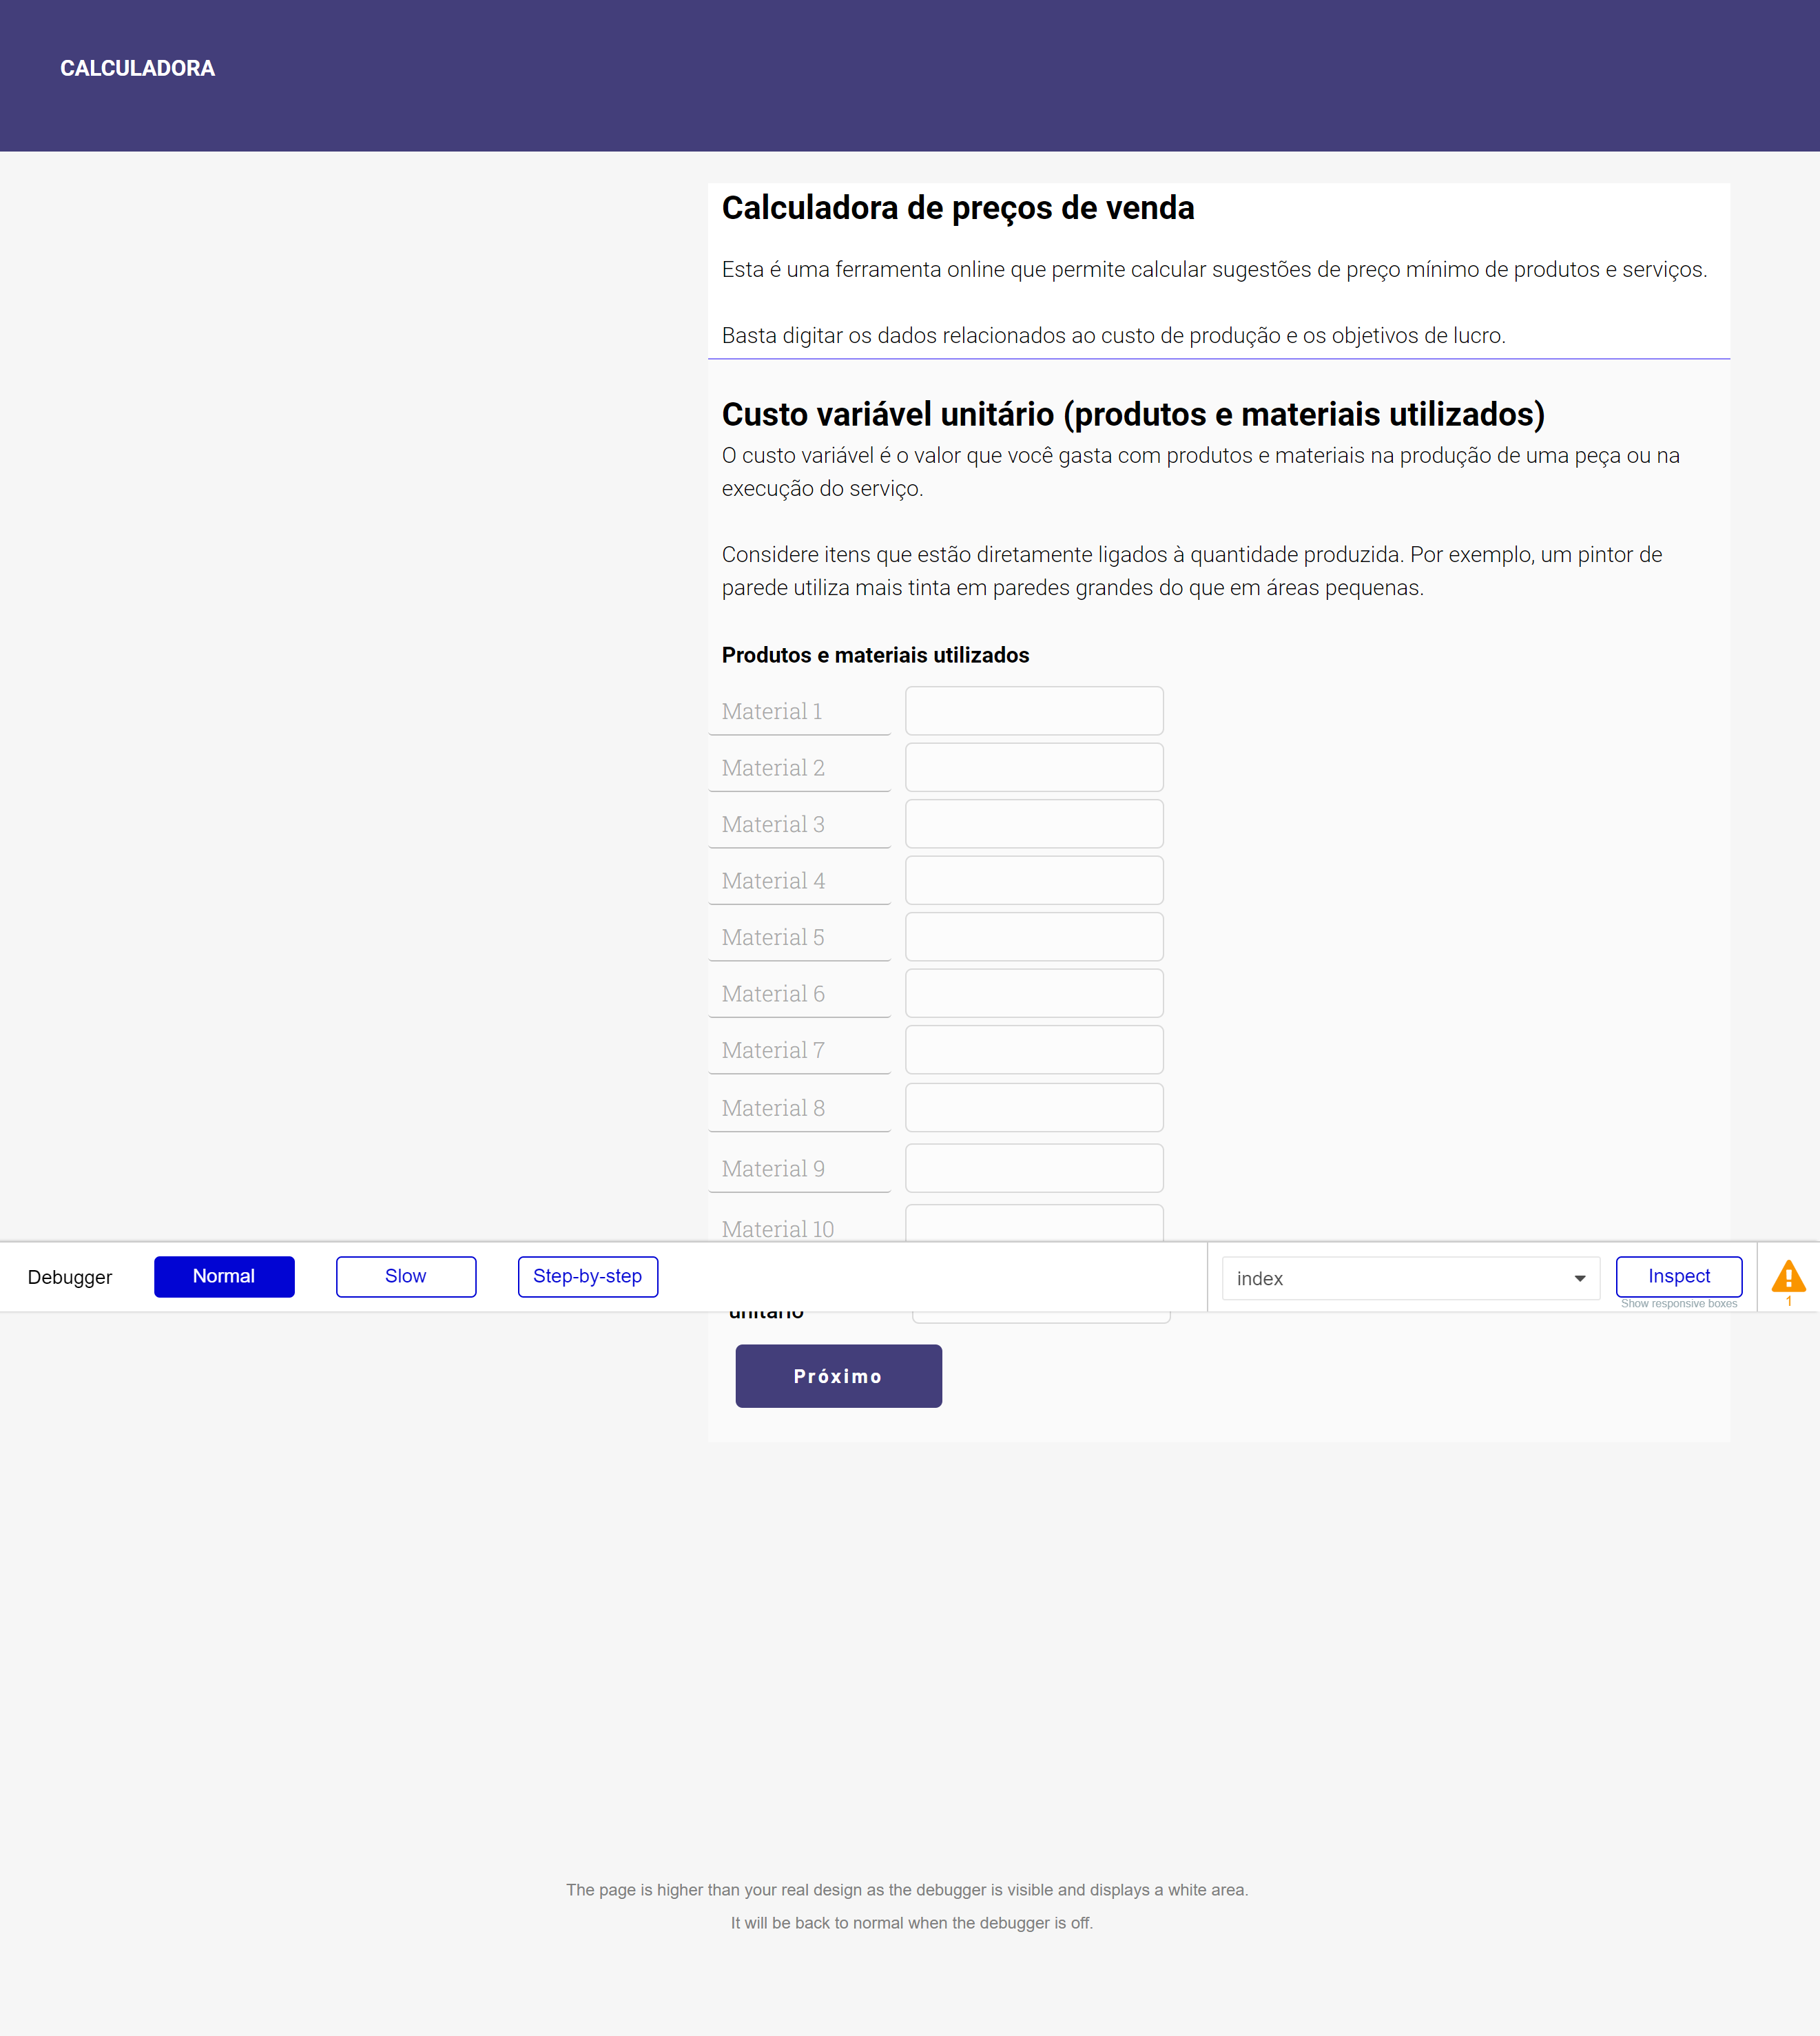 CALCULADORA
Calculadora de preços de venda
Esta é uma ferramenta online que permite calcular sugestões de preço mínimo de produtos e serviços.
Basta digitar os dados relacionados ao custo de produção e os objetivos de lucro.
Custo variável unitário (produtos e materiais utilizados)
O custo variável é o valor que você gasta com produtos e materiais na produção de uma peça ou na
execução do serviço.
Considere itens que estão diretamente ligados à quantidade produzida. Por exemplo, um pintor de
parede utiliza mais tinta em paredes grandes do que em áreas pequenas.
Produtos e materiais utilizados
Material 1
Material 2
Material 3
Material 4
Material 5
Material 6
Material 7
Material 8
Material 9
Material 10
Debugger Normal Slow Step-by-step index Inspect
Show responsive boxes 1
unitário
Próximo
The page is higher than your real design as the debugger is visible and displays a white area.
It will be back to normal when the debugger is off.